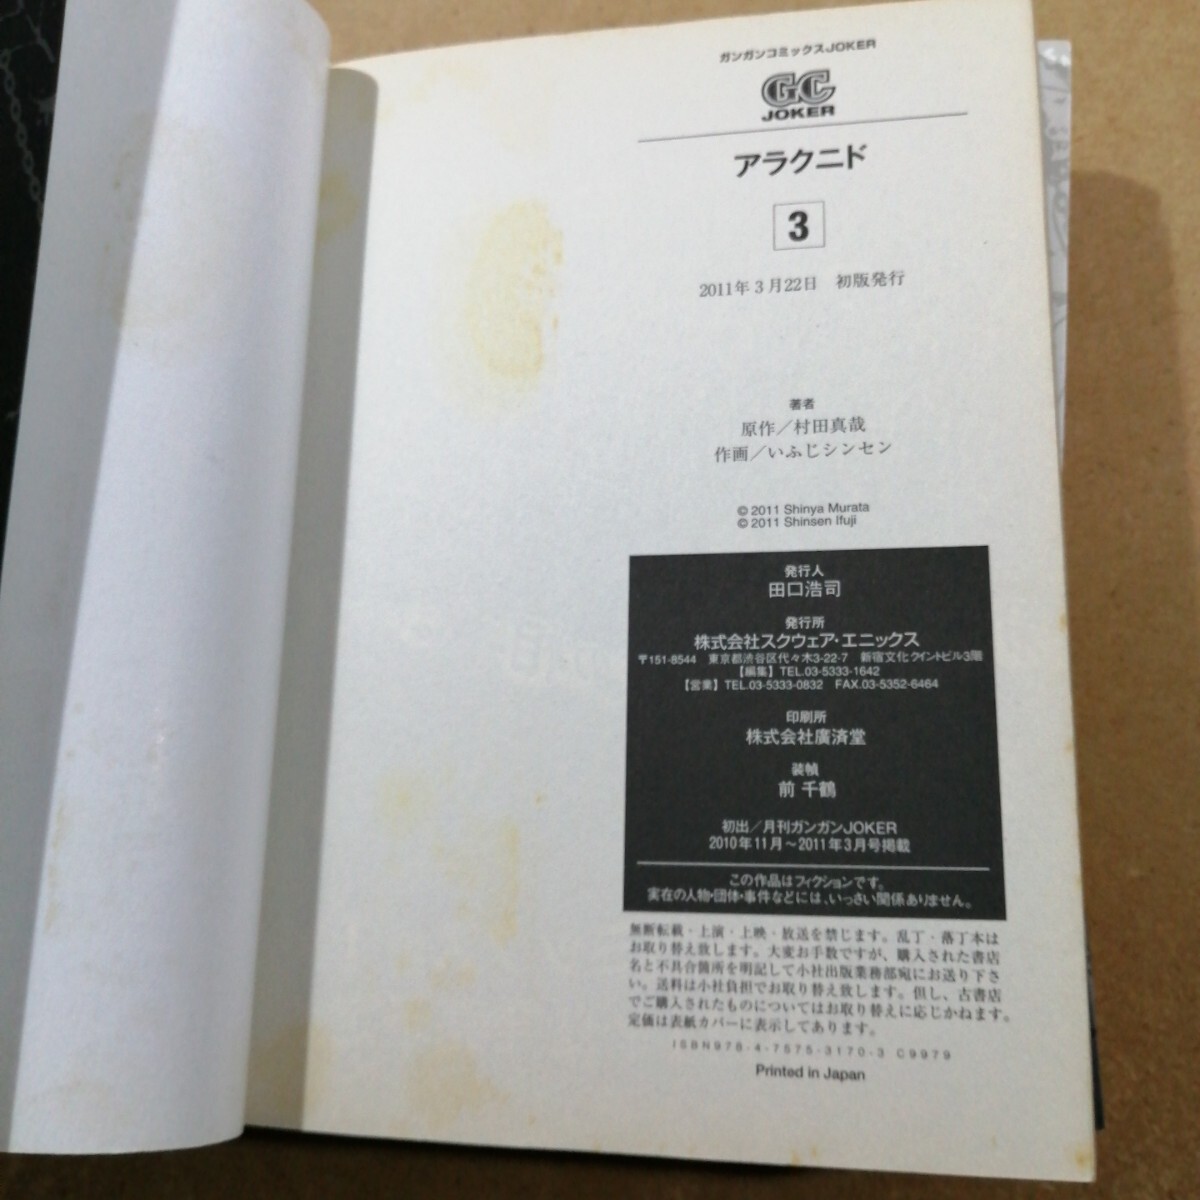 ガンガンコミックスJOKER
GC
JOKER
アラクニド
3
2011年3月22日　初版発行
著者
原作／村田真哉
作画／いふじシンセン
© 2011 Shinya Murata
© 2011 Shinsen Ifuji
発行人
田口浩司
発行所
株式会社スクウェア・エニックス
〒151-8544　東京都渋谷区代々木3-22-7　新宿文化クイントビル3階
【編集】TEL.03-5333-1642
【営業】TEL.03-5333-0832　FAX.03-5352-6464
印刷所
株式会社廣済堂
装幀
前 千鶴
初出／月刊ガンガンJOKER
2010年11月～2011年3月号掲載
この作品はフィクションです。
実在の人物・団体・事件などには、いっさい関係ありません。
無断転載・上演・上映・放送を禁じます。乱丁・落丁本は
お取り替え致します。大変お手数ですが、購入された書店
名と不具合箇所を明記して小社出版業務部宛にお送り下さ
い。送料は小社負担でお取り替え致します。但し、古書店
でご購入されたものについてはお取り替えに応じかねます。
定価は表紙カバーに表示してあります。
ISBN978-4-7575-3170-3 C9979
Printed in Japan